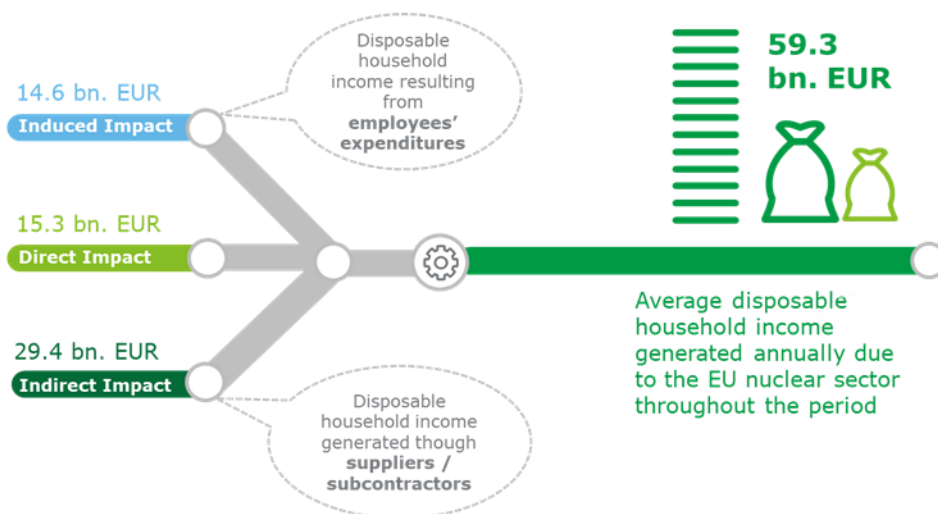 Disposable
household
income resulting
from
employees’
expenditures
59.3
bn. EUR
14.6 bn. EUR
Induced Impact
15.3 bn. EUR
Direct Impact
Average disposable
household income
generated annually due
to the EU nuclear sector
throughout the period
29.4 bn. EUR
Indirect Impact
Disposable
household income
generated though
suppliers /
subcontractors